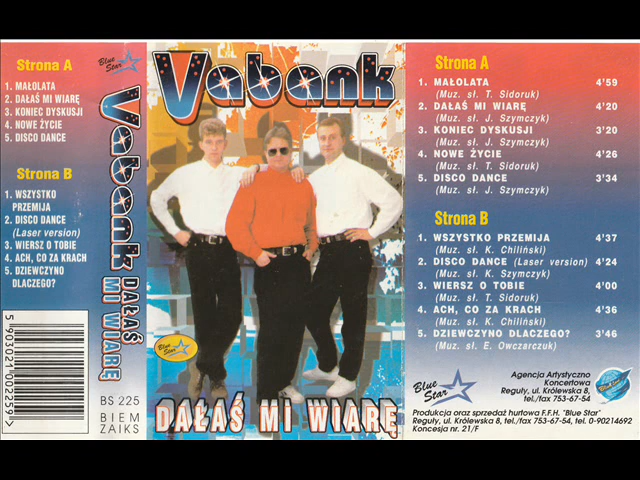 Strona A
1. MAŁOLATA
2. DAŁAŚ MI WIARĘ
3. KONIEC DYSKUSJI
4. NOWE ŻYCIE
5. DISCO DANCE
Strona B
1. WSZYSTKO
PRZEMIJA
2. DISCO DANCE
(Laser version)
3. WIERSZ O TOBIE
4. ACH, CO ZA KRACH
5. DZIEWCZYNO
DLACZEGO?
5 903021 002259
BS 225
BIEM
ZAIKS
Blue Star
Vabank
DAŁAŚ
MI WIARĘ
Vabank
Blue Star
DAŁAŚ MI WIARĘ
Strona A
1. MAŁOLATA 4'59
(Muz. sł. T. Sidoruk)
2. DAŁAŚ MI WIARĘ 4'20
(Muz. sł. J. Szymczyk)
3. KONIEC DYSKUSJI 3'20
(Muz. sł. J. Szymczyk)
4. NOWE ŻYCIE 4'26
(Muz. sł. T. Sidoruk)
5. DISCO DANCE 3'34
(Muz. sł. J. Szymczyk)
Strona B
1. WSZYSTKO PRZEMIJA 4'37
(Muz. sł. K. Chiliński)
2. DISCO DANCE (Laser version) 4'24
(Muz. sł. K. Szymczyk)
3. WIERSZ O TOBIE 4'00
(Muz. sł. T. Sidoruk)
4. ACH, CO ZA KRACH 4'36
(Muz. sł. K. Chiliński)
5. DZIEWCZYNO DLACZEGO? 3'46
(Muz. sł. E. Owczarczuk)
Blue Star
Agencja Artystyczno
Koncertowa
Reguły, ul. Królewska 8,
tel./fax 753-67-54
Produkcja oraz sprzedaż hurtowa F.F.H. "Blue Star"
Reguły, ul. Królewska 8, tel./fax 753-67-54, tel. 0-90214692
Koncesja nr. 21/F